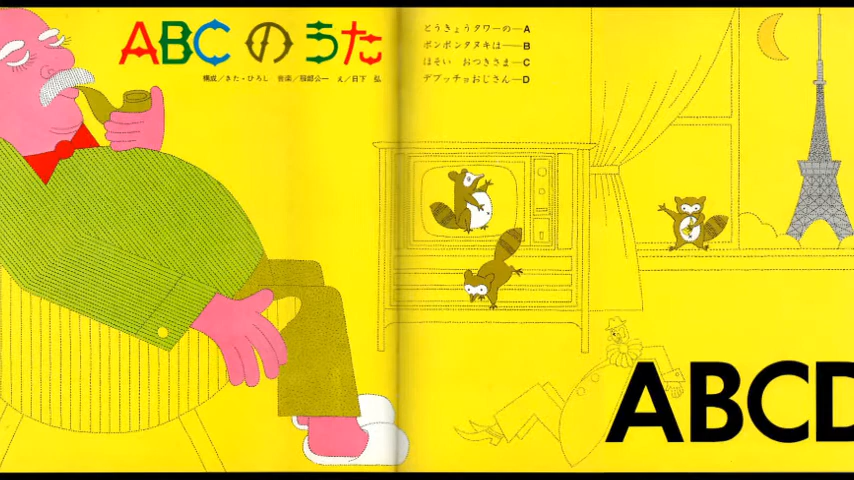 ABCのうた
構成/きた・ひろし 音楽/服部公一 え/日下 弘
とうきょうタワーの—A
ポンポンタヌキは——B
ほそい おつきさま—C
デブッチョおじさん—D
ABCD